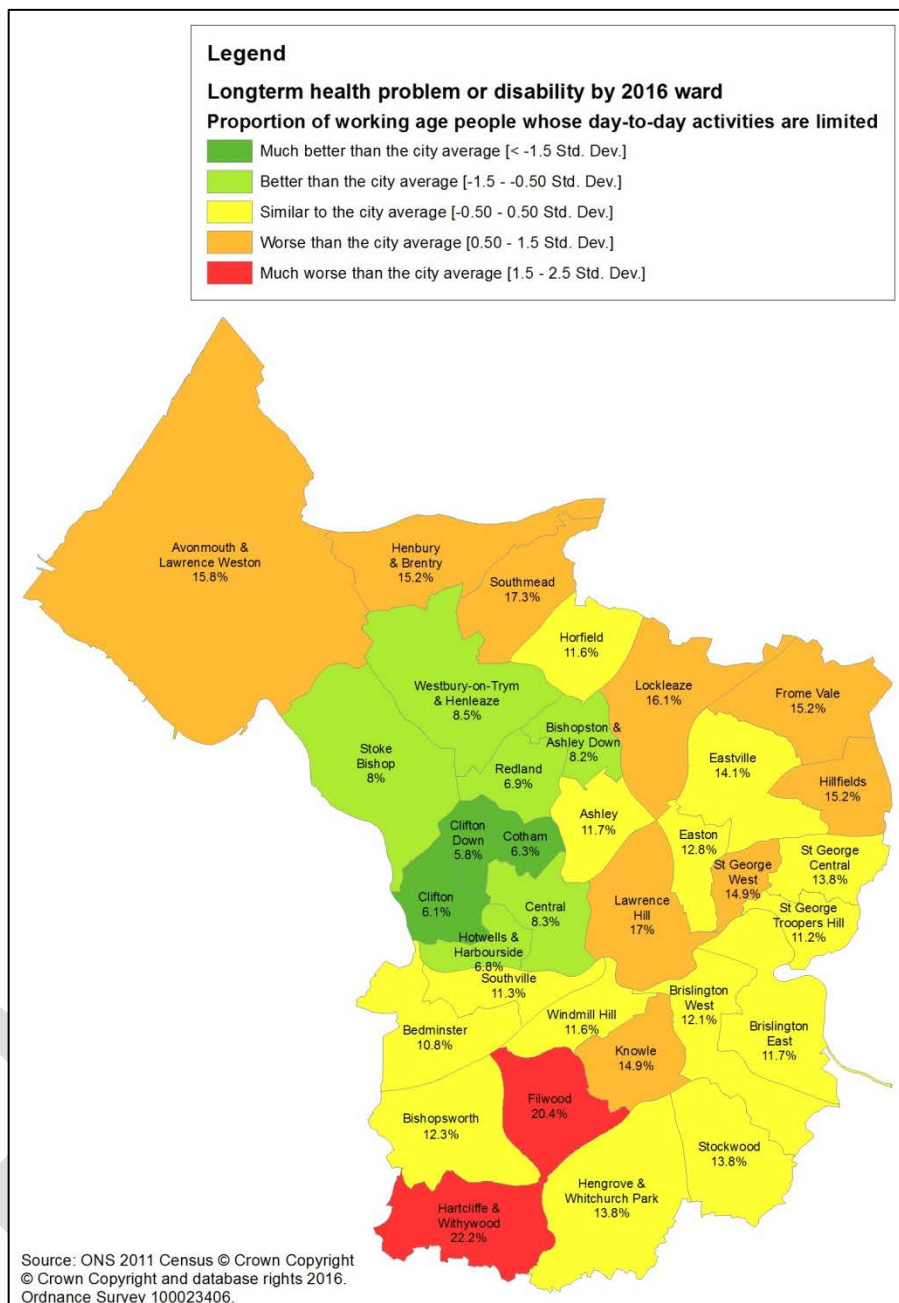 Legend
Longterm health problem or disability by 2016 ward
Proportion of working age people whose day-to-day activities are limited
Much better than the city average [< -1.5 Std. Dev.]
Better than the city average [-1.5 - -0.50 Std. Dev.]
Similar to the city average [-0.50 - 0.50 Std. Dev.]
Worse than the city average [0.50 - 1.5 Std. Dev.]
Much worse than the city average [1.5 - 2.5 Std. Dev.]
Avonmouth &
Lawrence Weston
15.8%
Henbury
& Brentry
15.2%
Southmead
17.3%
Horfield
11.6%
Westbury-on-Trym
& Henleaze
8.5%
Lockleaze
16.1%
Frome Vale
15.2%
Bishopston &
Ashley Down
8.2%
Stoke
Bishop
8%
Redland
6.9%
Eastville
14.1%
Hillfields
15.2%
Clifton
Down
5.8%
Cotham
6.3%
Ashley
11.7%
Easton
12.8%
St George
West
14.9%
St George
Central
13.8%
Clifton
6.1%
Central
8.3%
Lawrence
Hill
17%
St George
Troopers Hill
11.2%
Hotwells &
Harbourside
6.8%
Southville
11.3%
Windmill Hill
11.6%
Brislington
West
12.1%
Brislington
East
11.7%
Bedminster
10.8%
Knowle
14.9%
Filwood
20.4%
Bishopsworth
12.3%
Stockwood
13.8%
Hengrove &
Whitchurch Park
13.8%
Hartcliffe &
Withywood
22.2%
Source: ONS 2011 Census © Crown Copyright
© Crown Copyright and database rights 2016.
Ordnance Survey 100023406.